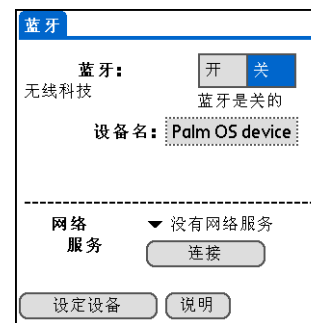 蓝牙
蓝牙: 开 关
无线科技
蓝牙是关的
设备名: Palm OS device
网络 没有网络服务
服务 连接
设定设备 说明